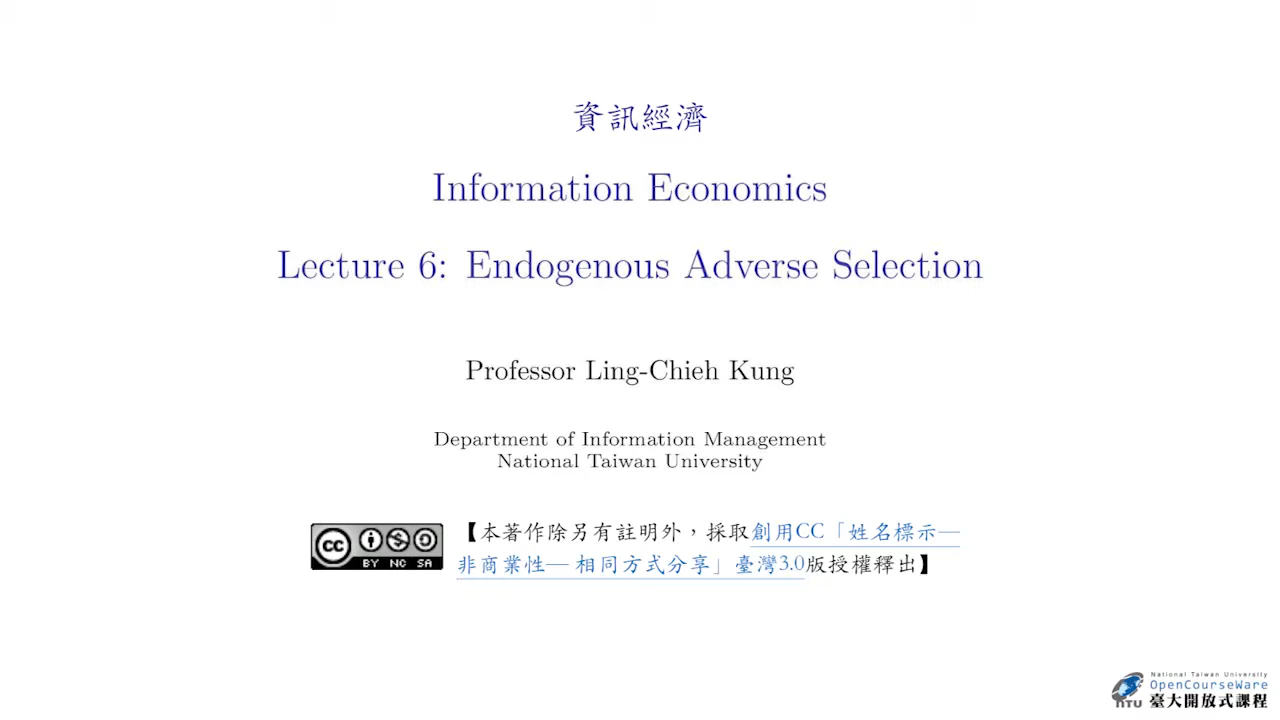 資訊經濟
Information Economics
Lecture 6: Endogenous Adverse Selection
Professor Ling-Chieh Kung
Department of Information Management
National Taiwan University
cc BY NC SA
【本著作除另有註明外，採取創用CC「姓名標示—
非商業性— 相同方式分享」臺灣3.0版授權釋出】
National Taiwan University
OpenCourseWare
NTU 臺大開放式課程